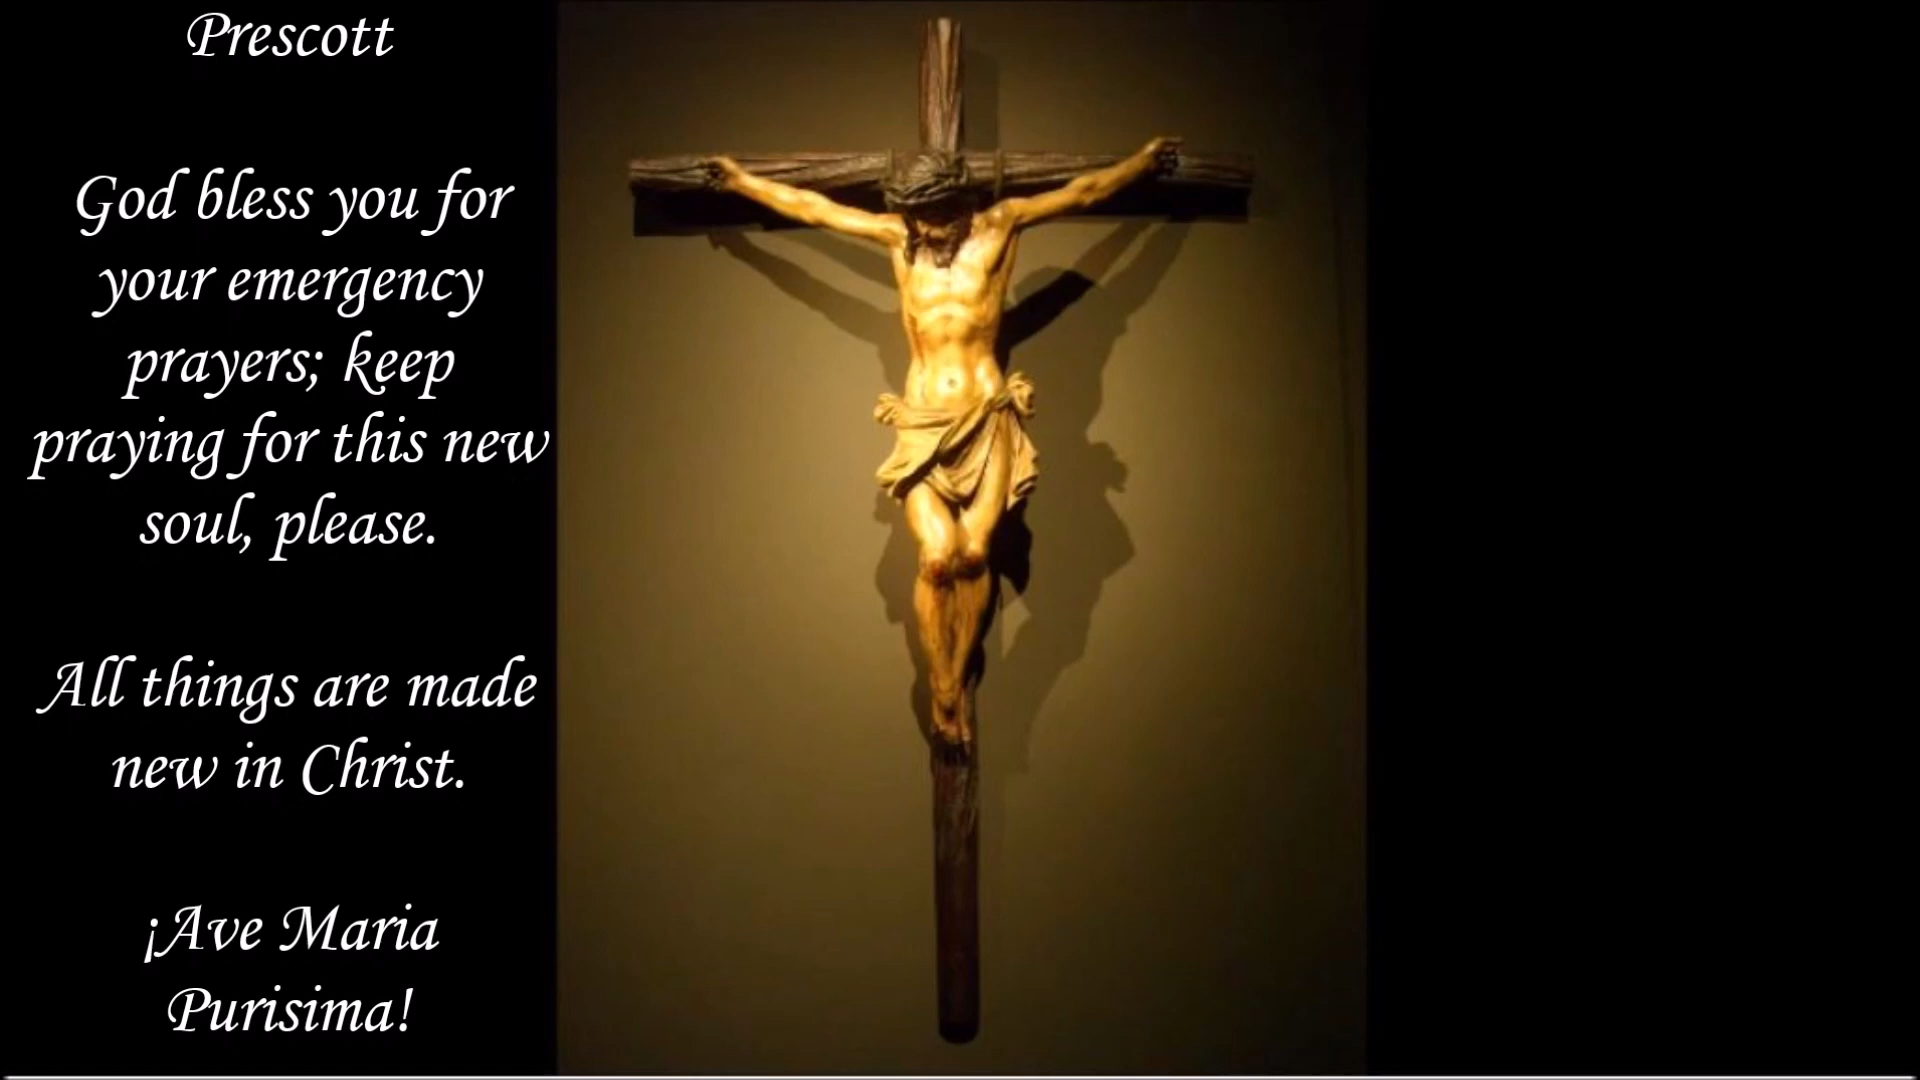 Prescott
God bless you for
your emergency
prayers; keep
praying for this new
soul, please.
All things are made
new in Christ.
¡Ave Maria
Purisima!